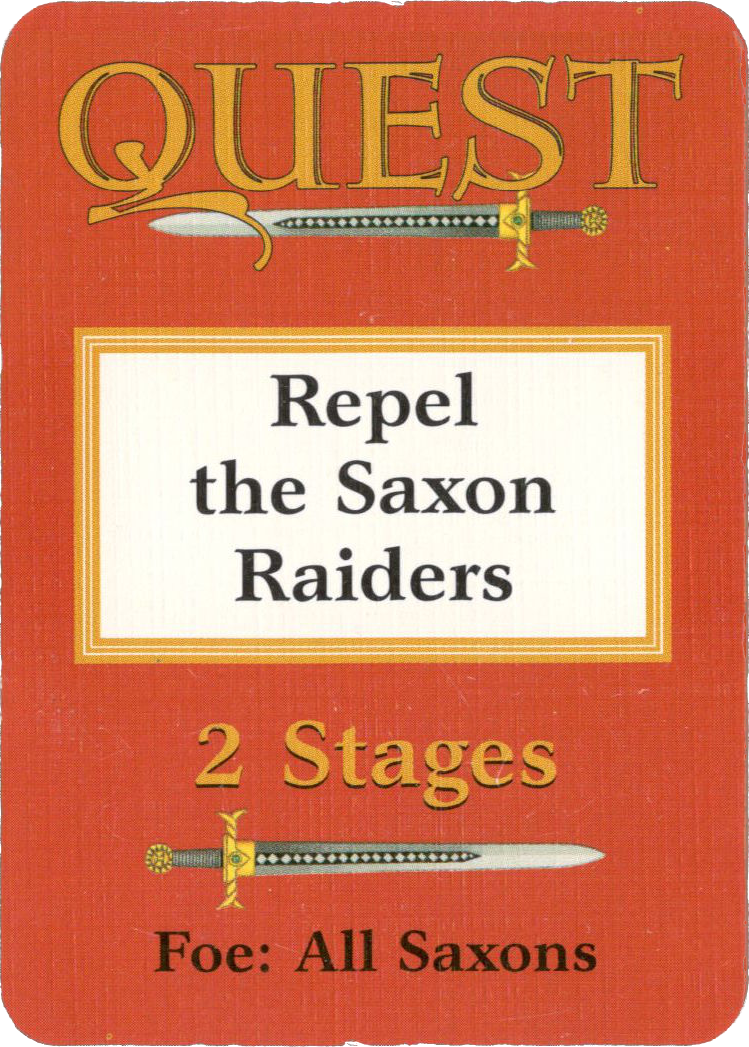 QUEST
Repel
the Saxon
Raiders
2 Stages
Foe: All Saxons